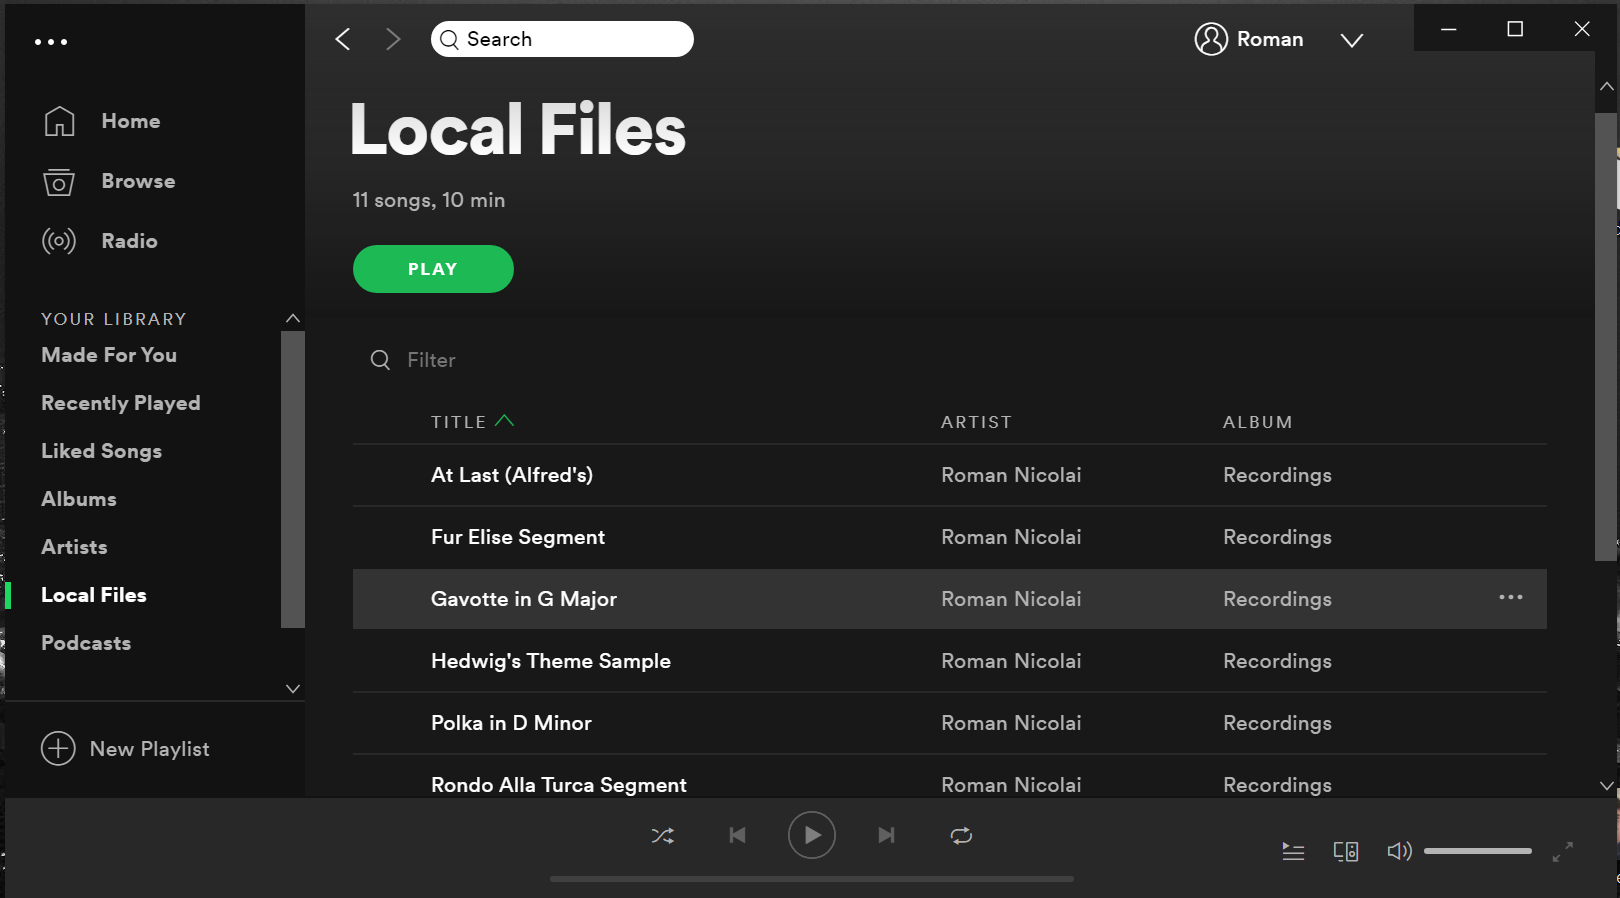 Search
Roman
Home
Browse
Radio
YOUR LIBRARY
Made For You
Recently Played
Liked Songs
Albums
Artists
Local Files
Podcasts
New Playlist
Local Files
11 songs, 10 min
PLAY
Filter
TITLE ARTIST ALBUM
At Last (Alfred's) Roman Nicolai Recordings
Fur Elise Segment Roman Nicolai Recordings
Gavotte in G Major Roman Nicolai Recordings
Hedwig's Theme Sample Roman Nicolai Recordings
Polka in D Minor Roman Nicolai Recordings
Rondo Alla Turca Segment Roman Nicolai Recordings